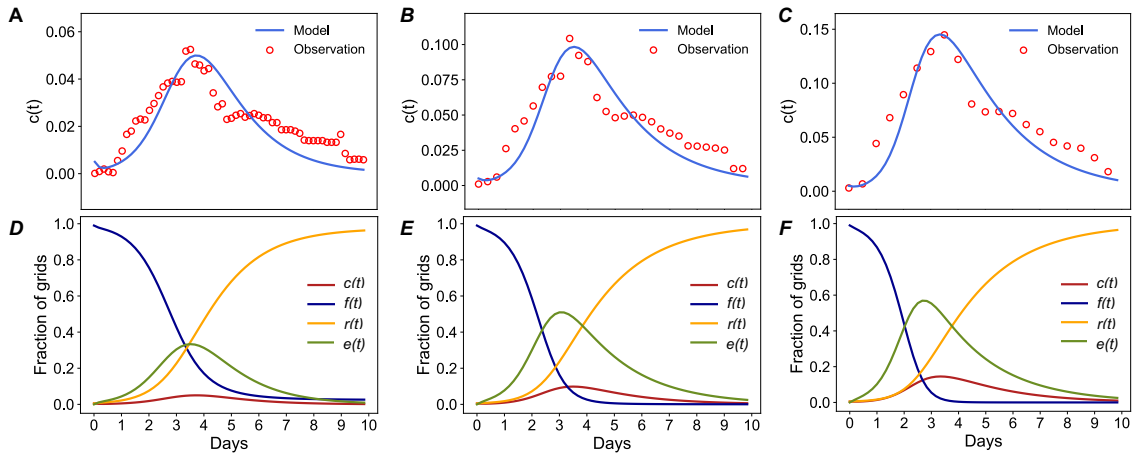 A
c(t)
0.06
0.04
0.02
0.00
Model
Observation
B
c(t)
0.100
0.075
0.050
0.025
0.000
Model
Observation
C
c(t)
0.15
0.10
0.05
0.00
Model
Observation
D
Fraction of grids
1.0
0.8
0.6
0.4
0.2
0.0
c(t)
f(t)
r(t)
e(t)
0 1 2 3 4 5 6 7 8 9 10
Days
E
Fraction of grids
1.0
0.8
0.6
0.4
0.2
0.0
c(t)
f(t)
r(t)
e(t)
0 1 2 3 4 5 6 7 8 9 10
Days
F
Fraction of grids
1.0
0.8
0.6
0.4
0.2
0.0
c(t)
f(t)
r(t)
e(t)
0 1 2 3 4 5 6 7 8 9 10
Days